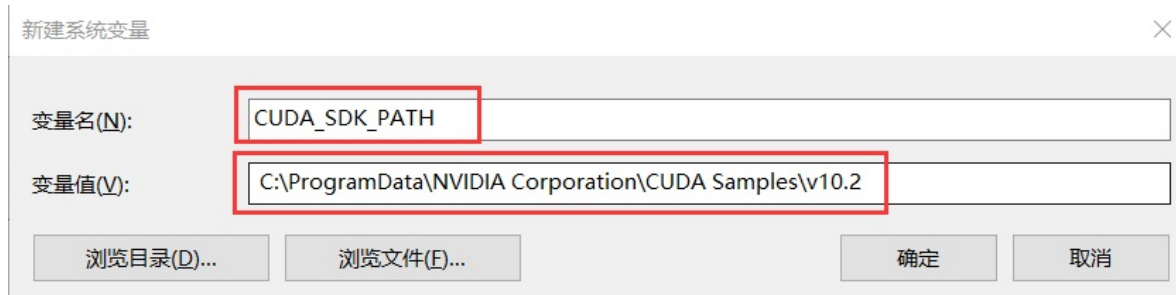 新建系统变量
变量名(N): CUDA_SDK_PATH
变量值(V): C:\ProgramData\NVIDIA Corporation\CUDA Samples\v10.2
浏览目录(D)... 浏览文件(F)... 确定 取消